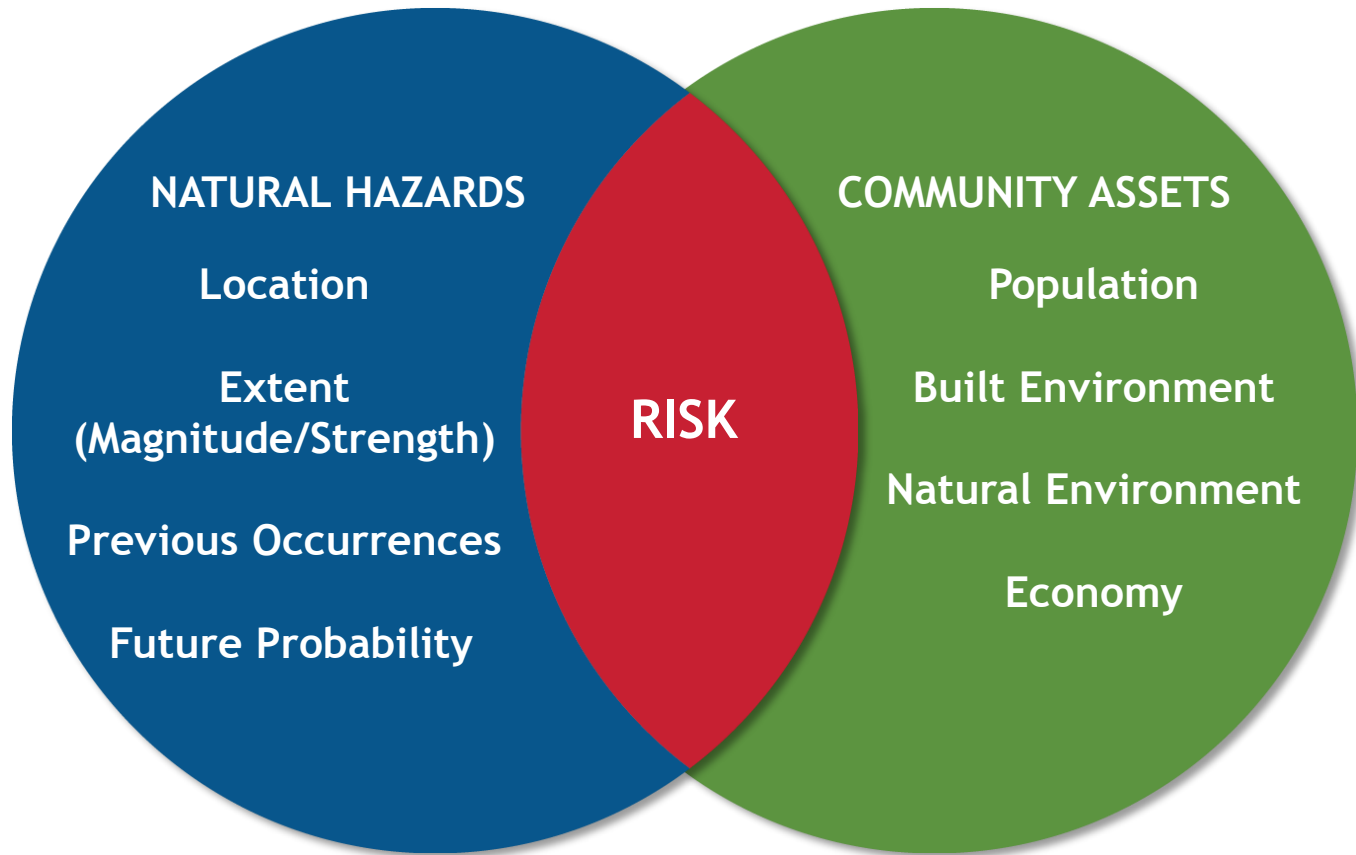 NATURAL HAZARDS
Location
Extent
(Magnitude/Strength)
Previous Occurrences
Future Probability
RISK
COMMUNITY ASSETS
Population
Built Environment
Natural Environment
Economy